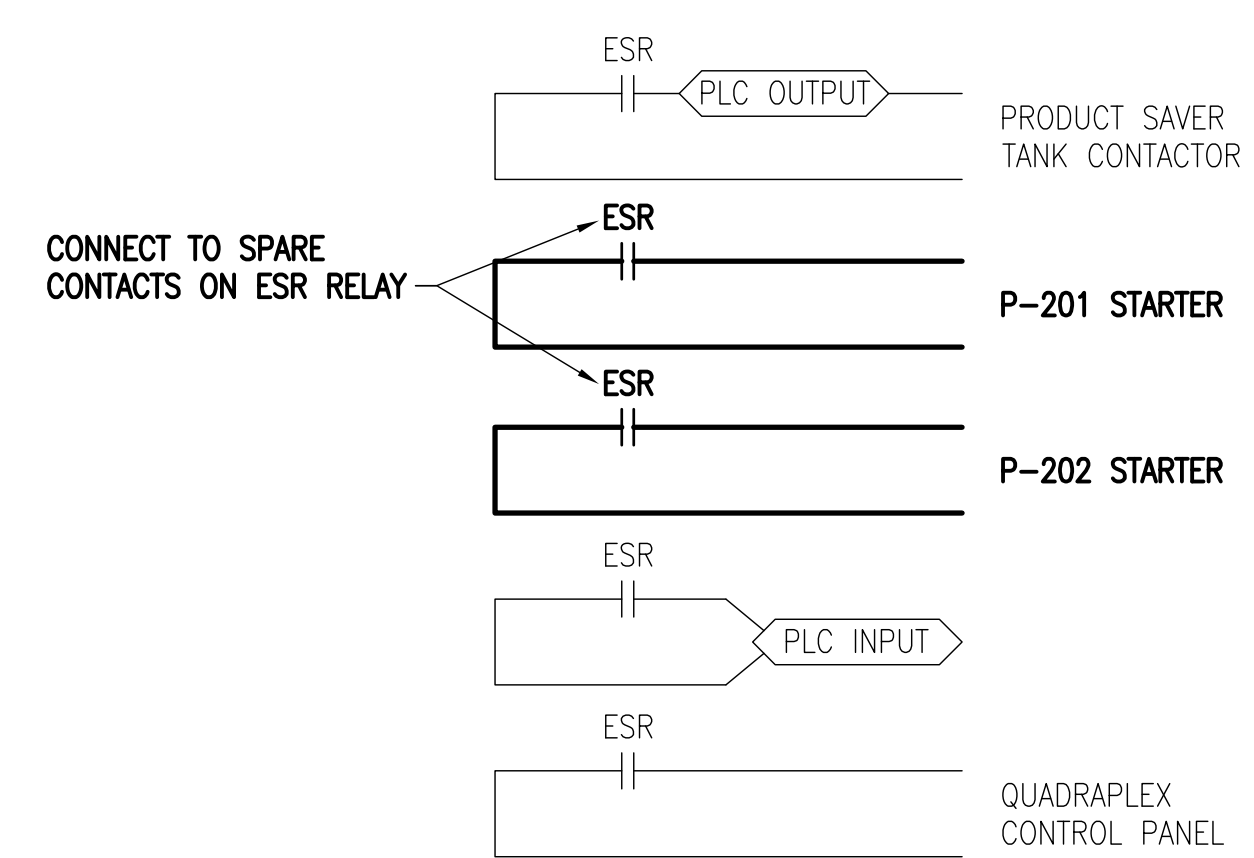 ESR
PLC OUTPUT
PRODUCT SAVER
TANK CONTACTOR
ESR
CONNECT TO SPARE
CONTACTS ON ESR RELAY
P-201 STARTER
ESR
P-202 STARTER
ESR
PLC INPUT
ESR
QUADRAPLEX
CONTROL PANEL